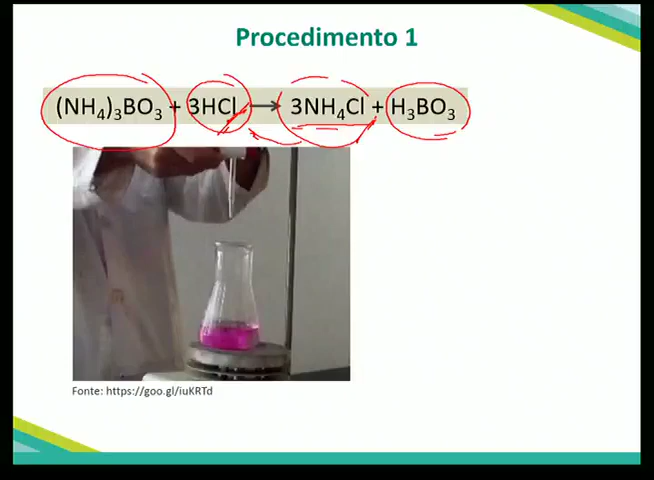 Procedimento 1
(NH₄)₃BO₃ + 3HCl ⟶ 3NH₄Cl + H₃BO₃
Fonte: https://goo.gl/iuKRTd